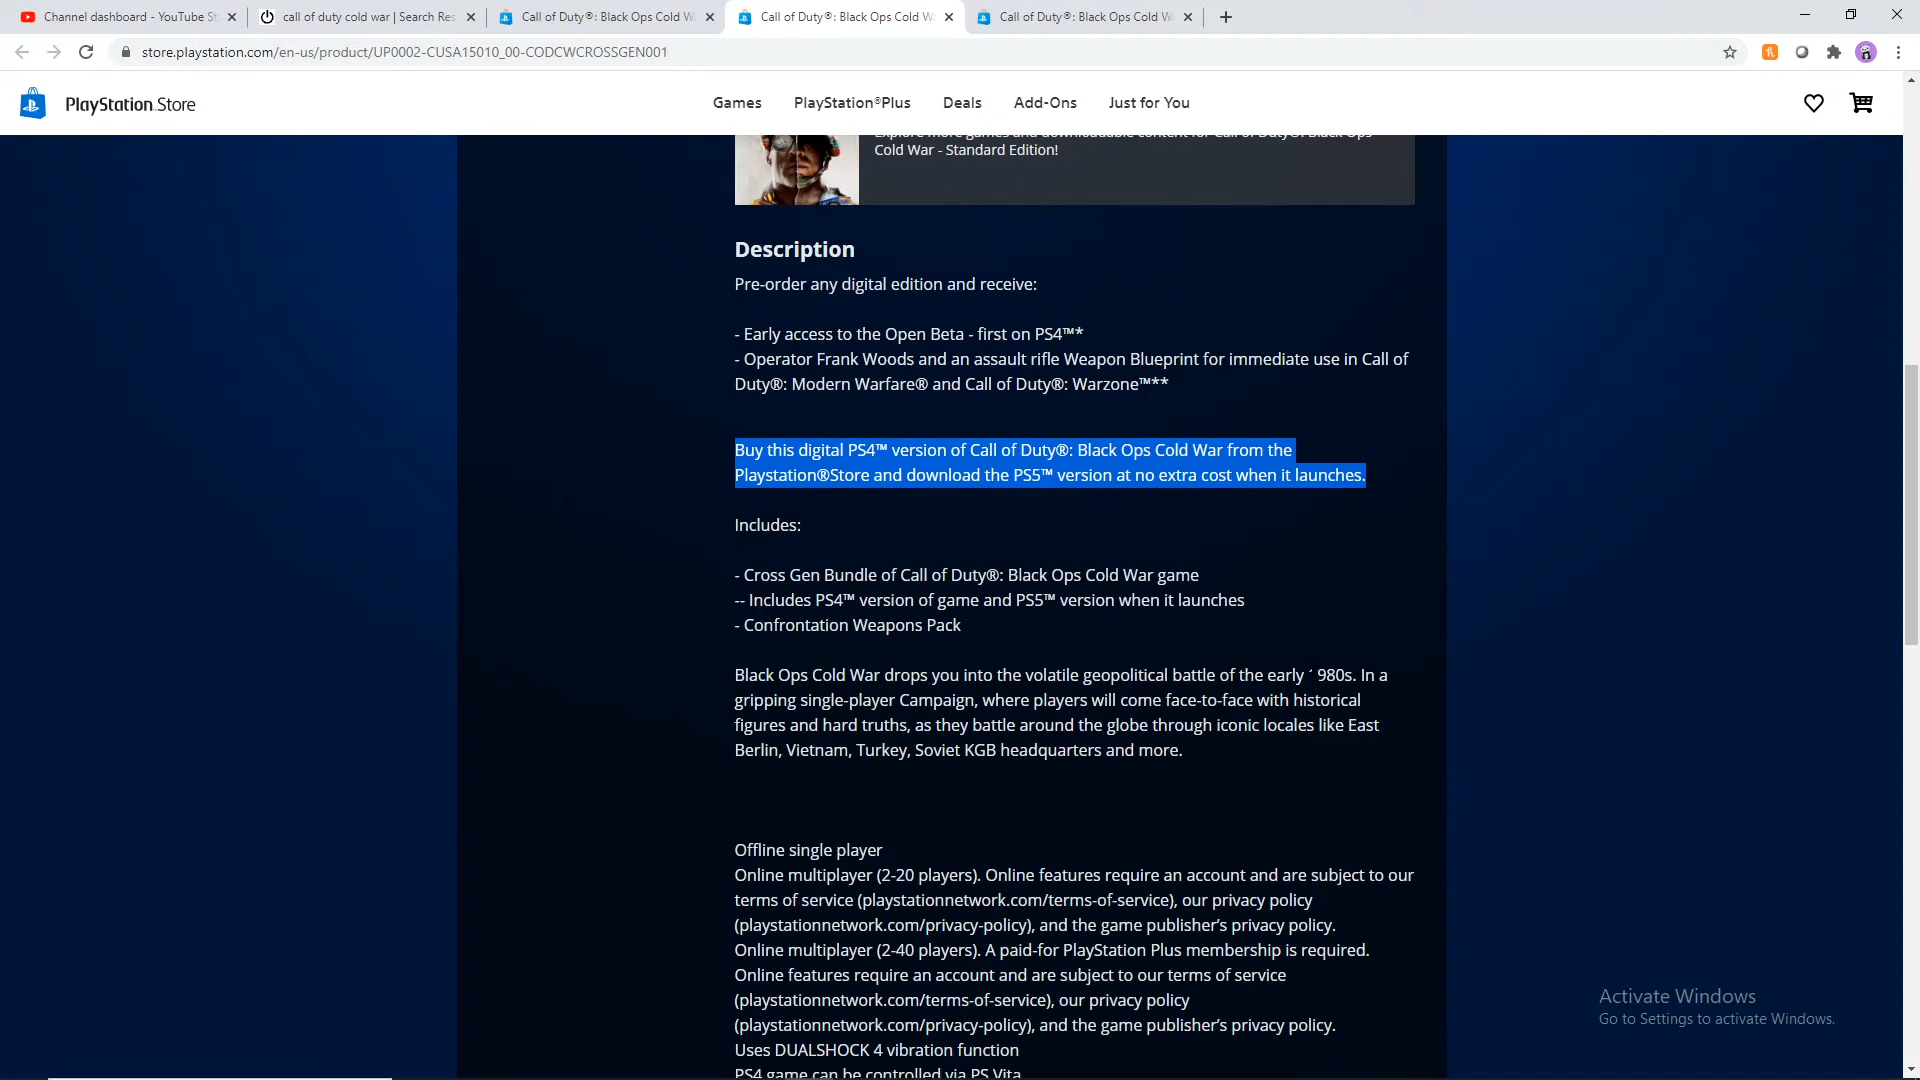 Channel dashboard - YouTube St
call of duty cold war | Search Res
Call of Duty®: Black Ops Cold W
Call of Duty®: Black Ops Cold W
Call of Duty®: Black Ops Cold W
store.playstation.com/en-us/product/UP0002-CUSA15010_00-CODCWCROSSGEN001
PlayStation Store
Games
PlayStation®Plus
Deals
Add-Ons
Just for You
Explore more games and downloadable content for Call of Duty®: Black Ops
Cold War - Standard Edition!
Description
Pre-order any digital edition and receive:
- Early access to the Open Beta - first on PS4™*
- Operator Frank Woods and an assault rifle Weapon Blueprint for immediate use in Call of
Duty®: Modern Warfare® and Call of Duty®: Warzone™**
Buy this digital PS4™ version of Call of Duty®: Black Ops Cold War from the
Playstation®Store and download the PS5™ version at no extra cost when it launches.
Includes:
- Cross Gen Bundle of Call of Duty®: Black Ops Cold War game
-- Includes PS4™ version of game and PS5™ version when it launches
- Confrontation Weapons Pack
Black Ops Cold War drops you into the volatile geopolitical battle of the early 1980s. In a
gripping single-player Campaign, where players will come face-to-face with historical
figures and hard truths, as they battle around the globe through iconic locales like East
Berlin, Vietnam, Turkey, Soviet KGB headquarters and more.
Offline single player
Online multiplayer (2-20 players). Online features require an account and are subject to our
terms of service (playstationnetwork.com/terms-of-service), our privacy policy
(playstationnetwork.com/privacy-policy), and the game publisher’s privacy policy.
Online multiplayer (2-40 players). A paid-for PlayStation Plus membership is required.
Online features require an account and are subject to our terms of service
(playstationnetwork.com/terms-of-service), our privacy policy
(playstationnetwork.com/privacy-policy), and the game publisher’s privacy policy.
Uses DUALSHOCK 4 vibration function
PS4 game can be controlled via PS Vita
Activate Windows
Go to Settings to activate Windows.